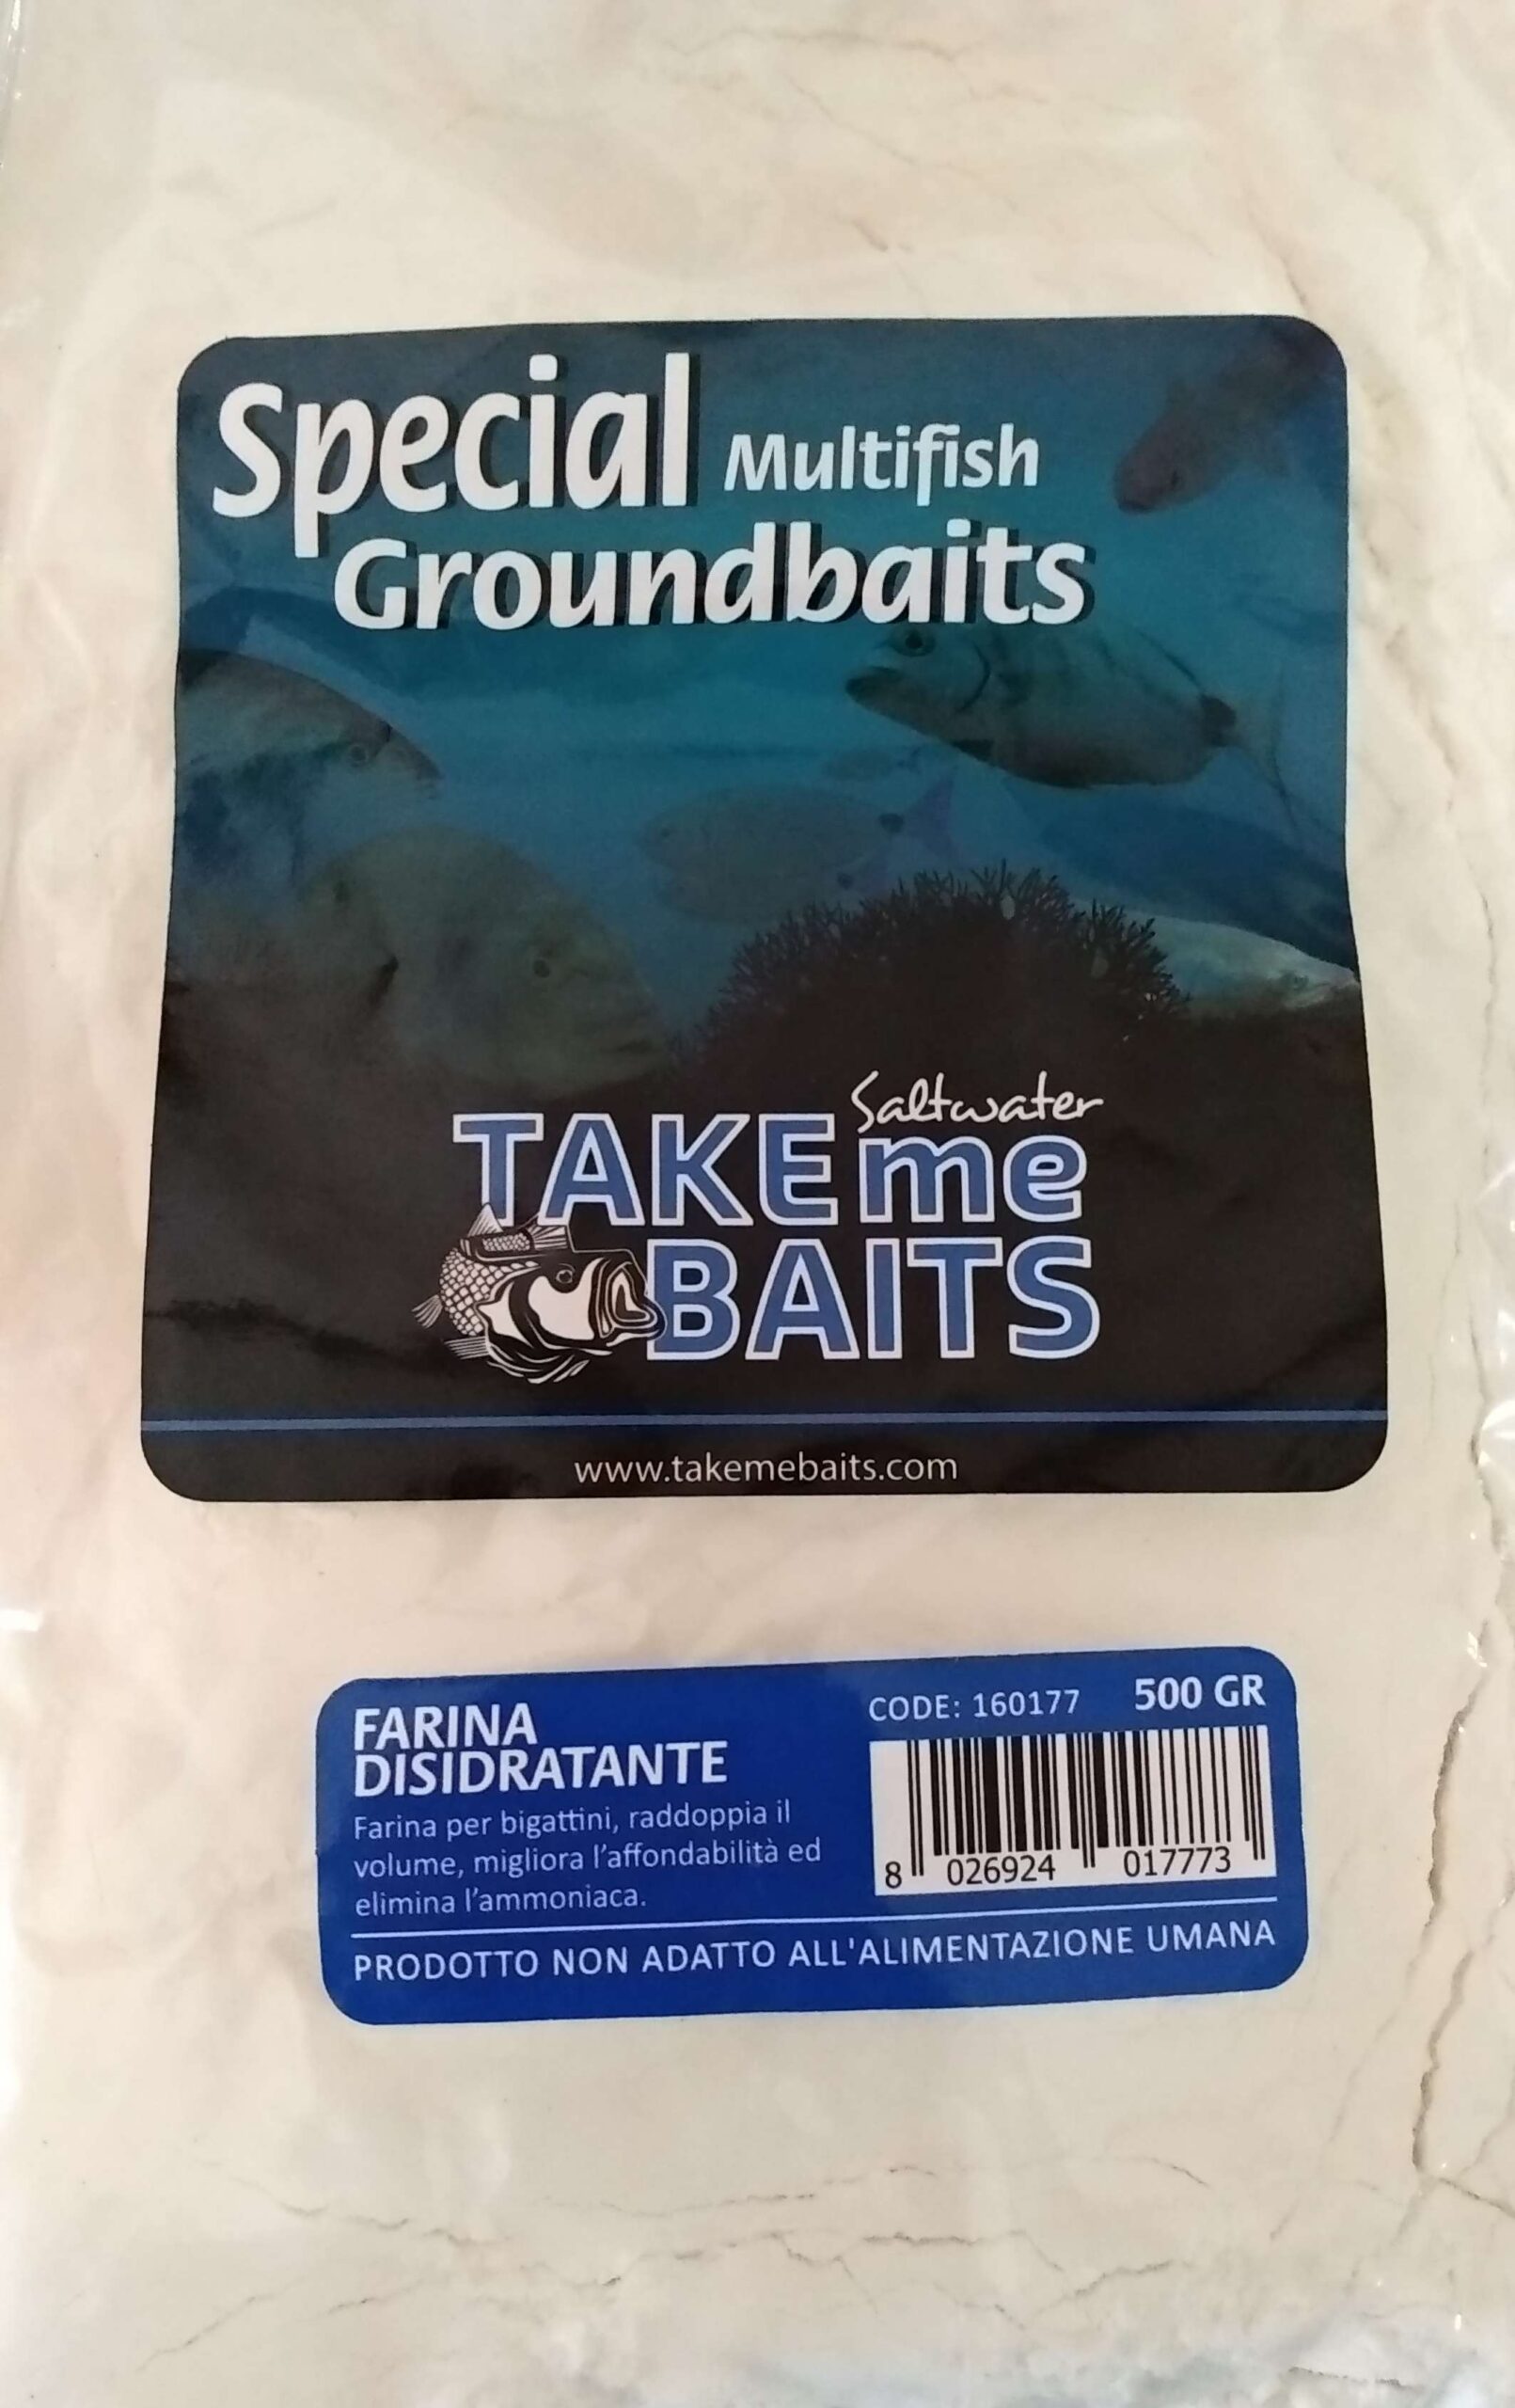 Special Multifish
Groundbaits
Saltwater
TAKE me
BAITS
www.takemebaits.com
FARINA
DISIDRATANTE
Farina per bigattini, raddoppia il
volume, migliora l'affondabilità ed
elimina l'ammoniaca.
CODE: 160177 500 GR
8 026924 017773
PRODOTTO NON ADATTO ALL'ALIMENTAZIONE UMANA